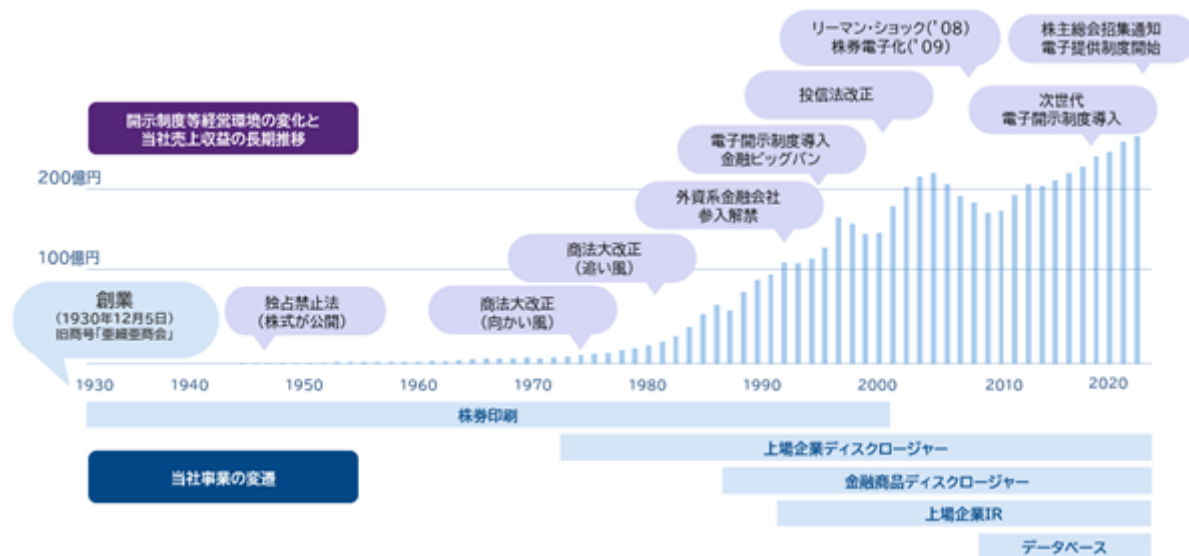 リーマン・ショック('08)
株券電子化('09)
株主総会招集通知
電子提供制度開始
投信法改正
次世代
電子開示制度導入
開示制度等経営環境の変化と
当社売上収益の長期推移
電子開示制度導入
金融ビッグバン
200億円
外資系金融会社
参入解禁
商法大改正
(追い風)
100億円
創業
(1930年12月5日)
旧商号「亜細亜商会」
独占禁止法
(株式が公開)
商法大改正
(向かい風)
1930 1940 1950 1960 1970 1980 1990 2000 2010 2020
株券印刷
上場企業ディスクロージャー
当社事業の変遷
金融商品ディスクロージャー
上場企業IR
データベース